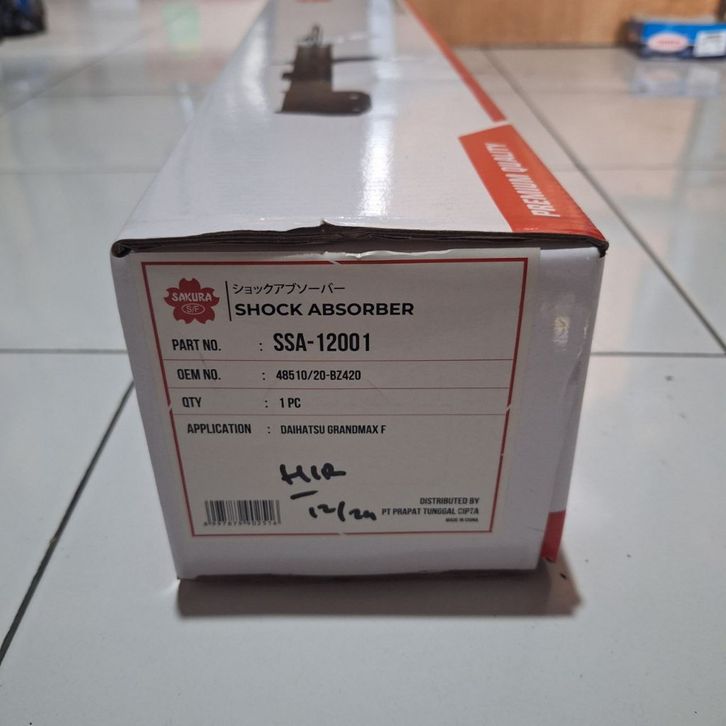 PREMIUM QUALITY
SAKURA
S/F
ショックアブソーバー
SHOCK ABSORBER
PART NO. : SSA-12001
OEM NO. : 48510/20-BZ420
QTY : 1 PC
APPLICATION : DAIHATSU GRANDMAX F
12/24
DISTRIBUTED BY
PT PRAPAT TUNGGAL CIPTA
MADE IN CHINA